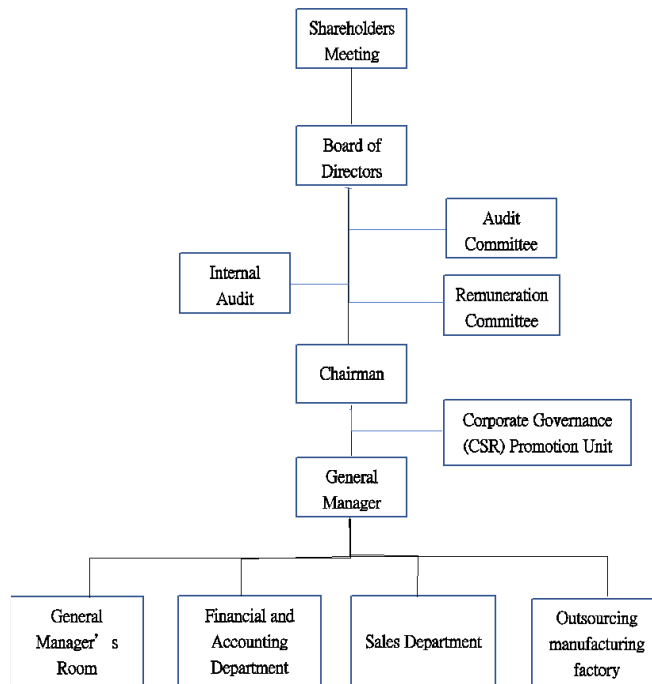 Shareholders
Meeting
Board of
Directors
Audit
Committee
Internal
Audit
Remuneration
Committee
Chairman
Corporate Governance
(CSR) Promotion Unit
General
Manager
General
Manager’s
Room
Financial and
Accounting
Department
Sales Department
Outsourcing
manufacturing
factory